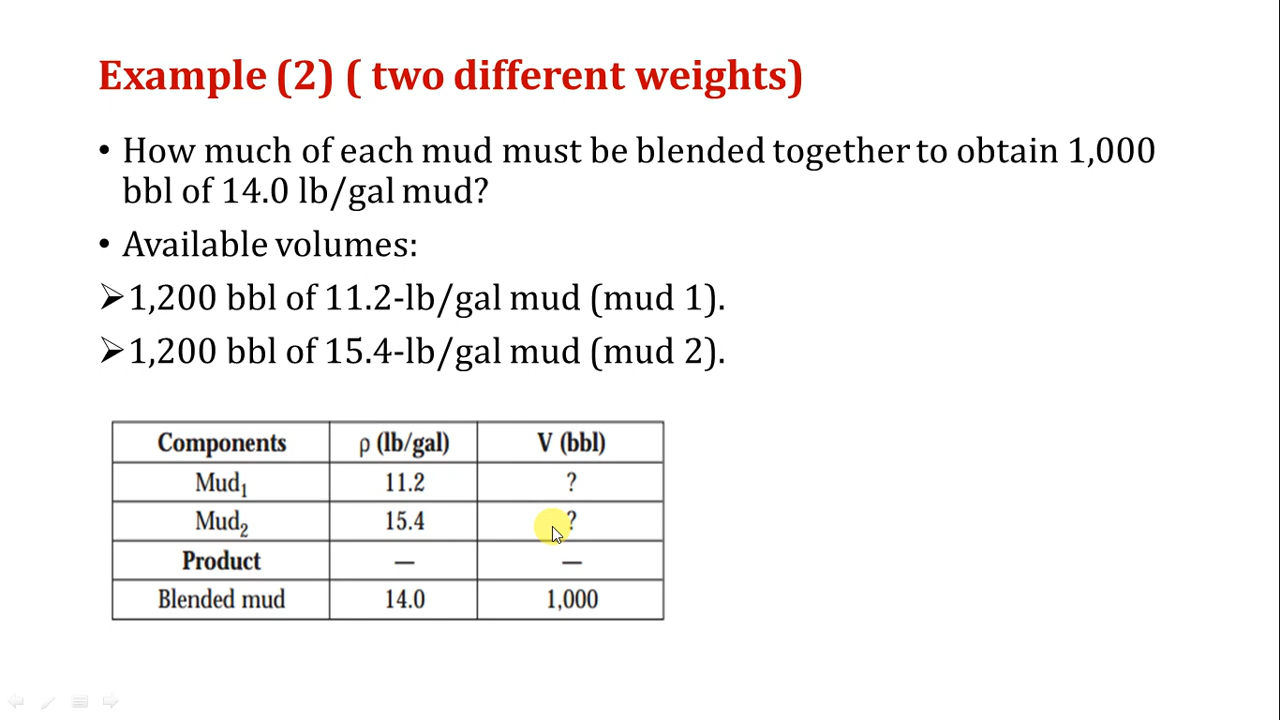 Example (2) ( two different weights)
• How much of each mud must be blended together to obtain 1,000
bbl of 14.0 lb/gal mud?
• Available volumes:
➢1,200 bbl of 11.2-lb/gal mud (mud 1).
➢1,200 bbl of 15.4-lb/gal mud (mud 2).
Components ρ (lb/gal) V (bbl)
Mud₁ 11.2 ?
Mud₂ 15.4 ?
Product — —
Blended mud 14.0 1,000